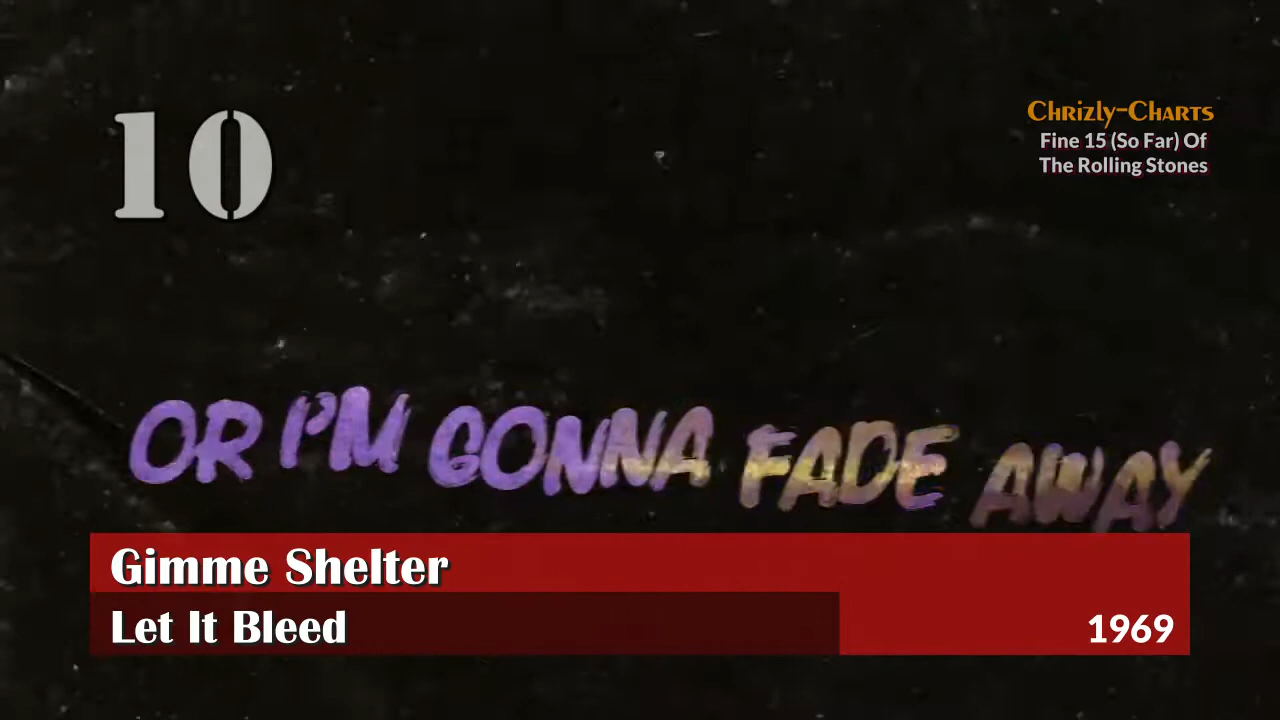 10
Chrizly-Charts
Fine 15 (So Far) Of
The Rolling Stones
OR I'M GONNA FADE AWAY
Gimme Shelter
Let It Bleed
1969